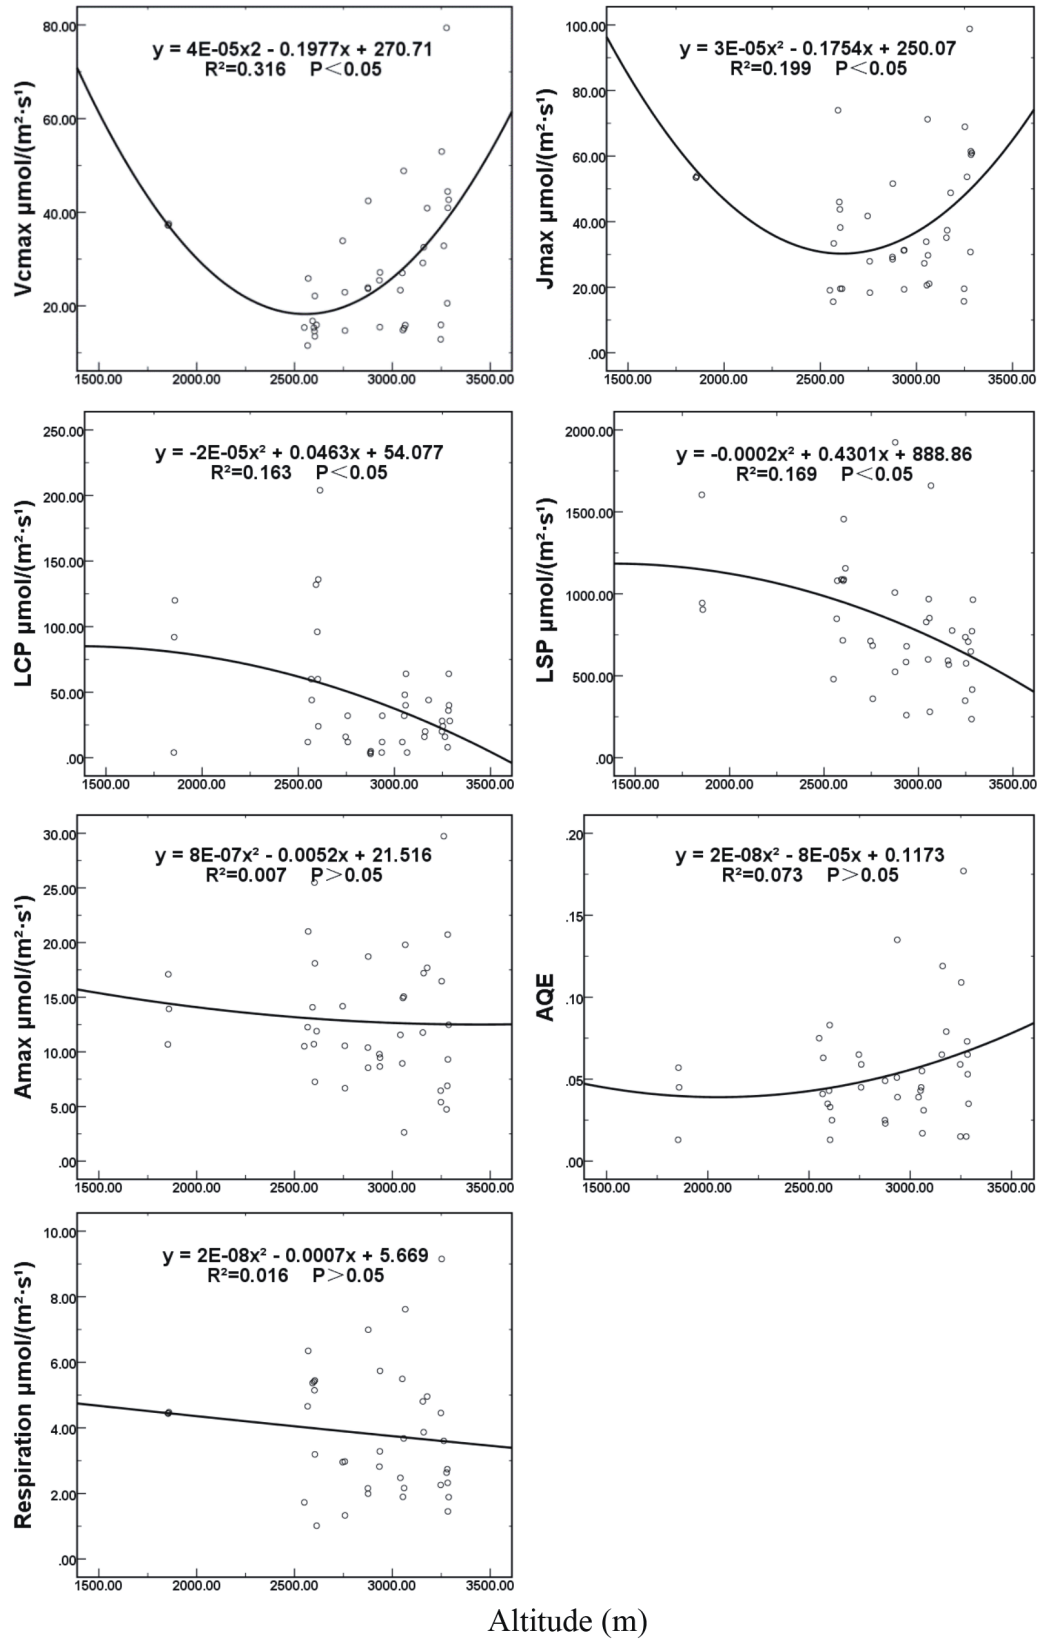 y = 4E-05x2 - 0.1977x + 270.71
R²=0.316 P＜0.05
Vcmax μmol/(m²·s¹)
80.00
60.00
40.00
20.00
1500.00 2000.00 2500.00 3000.00 3500.00
y = 3E-05x² - 0.1754x + 250.07
R²=0.199 P＜0.05
Jmax μmol/(m²·s¹)
100.00
80.00
60.00
40.00
20.00
.00
1500.00 2000.00 2500.00 3000.00 3500.00
y = -2E-05x² + 0.0463x + 54.077
R²=0.163 P＜0.05
LCP μmol/(m²·s¹)
250.00
200.00
150.00
100.00
50.00
.00
1500.00 2000.00 2500.00 3000.00 3500.00
y = -0.0002x² + 0.4301x + 888.86
R²=0.169 P＜0.05
LSP μmol/(m²·s¹)
2000.00
1500.00
1000.00
500.00
.00
1500.00 2000.00 2500.00 3000.00 3500.00
y = 8E-07x² - 0.0052x + 21.516
R²=0.007 P＞0.05
Amax μmol/(m²·s¹)
30.00
25.00
20.00
15.00
10.00
5.00
.00
1500.00 2000.00 2500.00 3000.00 3500.00
y = 2E-08x² - 8E-05x + 0.1173
R²=0.073 P＞0.05
AQE
.20
.15
.10
.05
.00
1500.00 2000.00 2500.00 3000.00 3500.00
y = 2E-08x² - 0.0007x + 5.669
R²=0.016 P＞0.05
Respiration μmol/(m²·s¹)
10.00
8.00
6.00
4.00
2.00
.00
1500.00 2000.00 2500.00 3000.00 3500.00
Altitude (m)